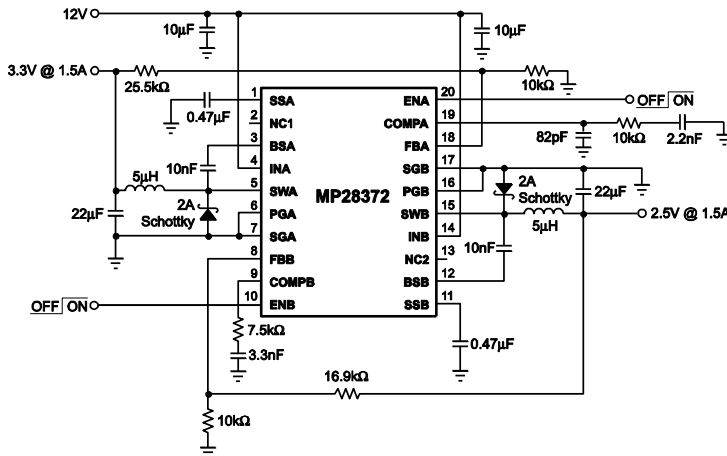 12V
10µF
10µF
3.3V @ 1.5A
25.5kΩ
10kΩ
0.47µF
1 SSA
2 NC1
3 BSA
4 INA
5 SWA
6 PGA
7 SGA
8 FBB
9 COMPB
10 ENB
MP28372
20 ENA
19 COMPA
18 FBA
17 SGB
16 PGB
15 SWB
14 INB
13 NC2
12 BSB
11 SSB
OFF ON
82pF
10kΩ
2.2nF
10nF
5µH
22µF
2A
Schottky
2A
Schottky
22µF
5µH
2.5V @ 1.5A
10nF
OFF ON
7.5kΩ
3.3nF
0.47µF
16.9kΩ
10kΩ